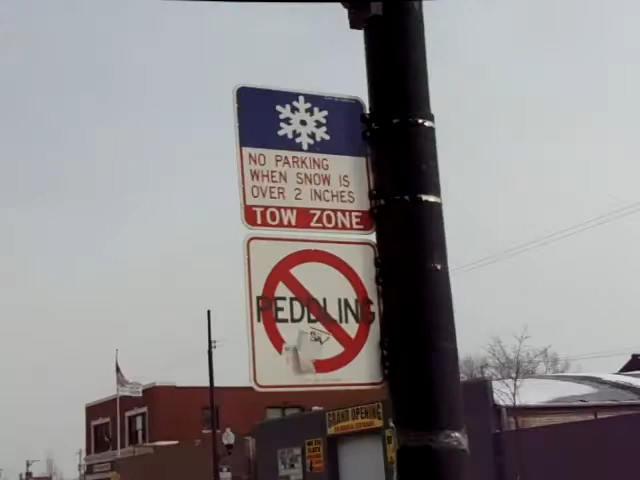 NO PARKING
WHEN SNOW IS
OVER 2 INCHES
TOW ZONE
PEDDLING
GRAND OPENING